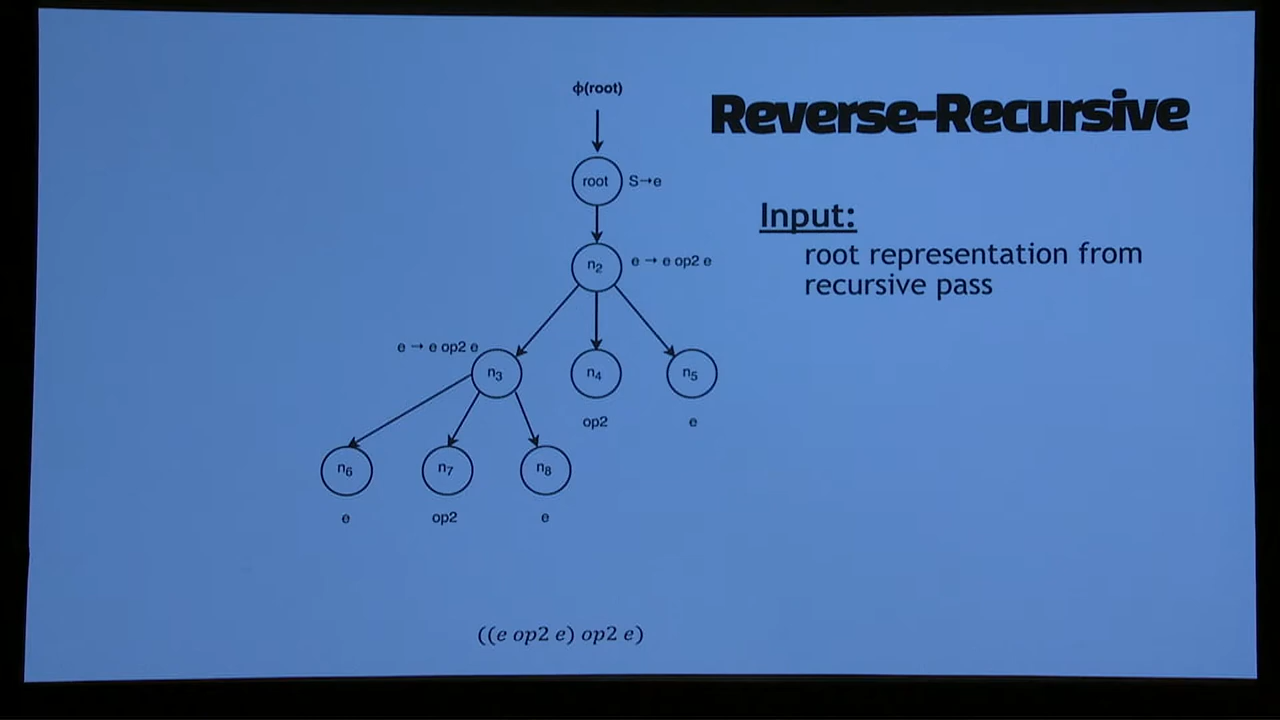 ϕ(root)
Reverse-Recursive
root S→e
Input:
root representation from
recursive pass
n₂ e → e op2 e
e → e op2 e
n₃ n₄ n₅
op2 e
n₆ n₇ n₈
e op2 e
((e op2 e) op2 e)